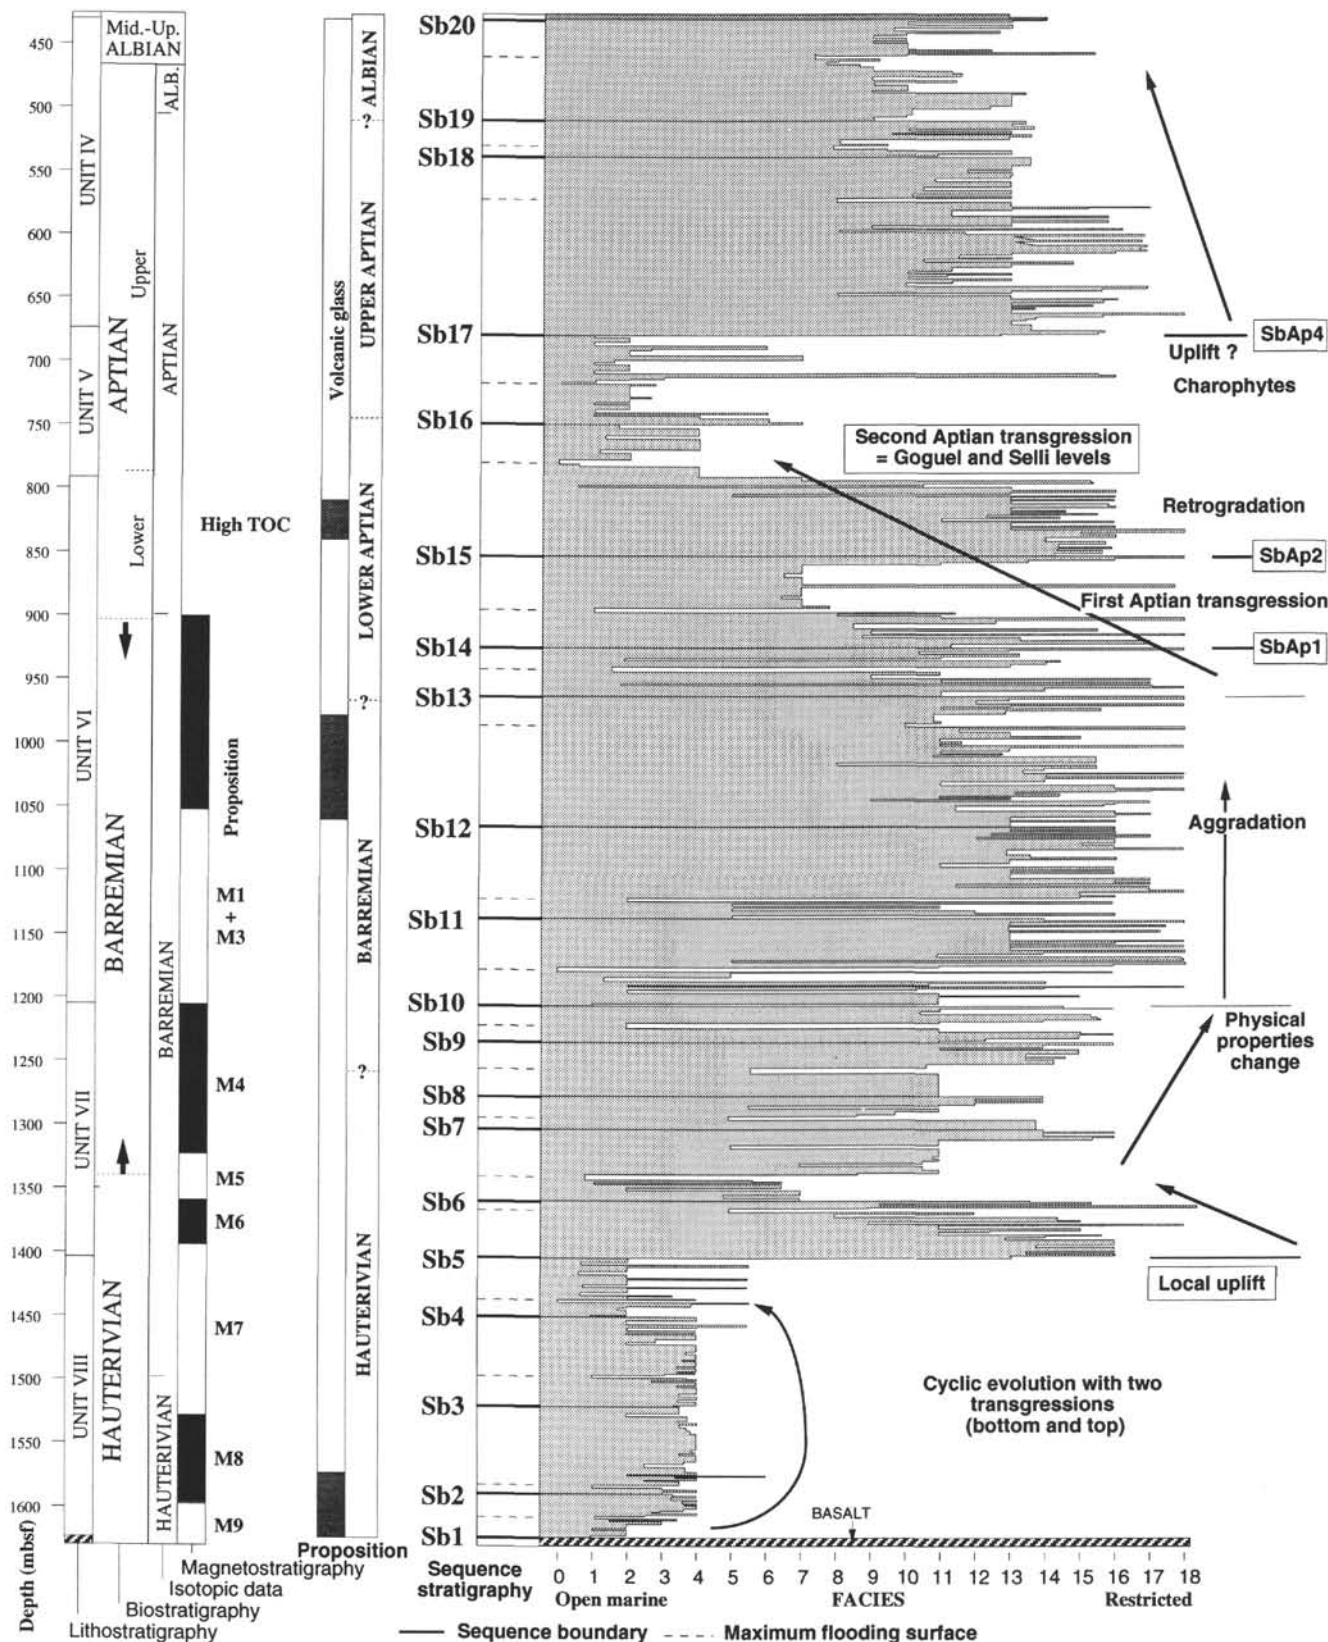 Mid.-Up.
ALBIAN
ALB.
450
500
550
600
650
700
750
800
850
900
950
1000
1050
1100
1150
1200
1250
1300
1350
1400
1450
1500
1550
1600
Depth (mbsf)
UNIT IV
UNIT V
UNIT VI
UNIT VII
UNIT VIII
APTIAN
BARREMIAN
HAUTERIVIAN
Upper
Lower
APTIAN
BARREMIAN
HAUTERIVIAN
High TOC
Proposition
M1
+
M3
M4
M5
M6
M7
M8
M9
Volcanic glass
ALBIAN
?
UPPER APTIAN
LOWER APTIAN
?
BARREMIAN
?
HAUTERIVIAN
Proposition
Magnetostratigraphy
Isotopic data
Biostratigraphy
Lithostratigraphy
Sb20
Sb19
Sb18
Sb17
Sb16
Sb15
Sb14
Sb13
Sb12
Sb11
Sb10
Sb9
Sb8
Sb7
Sb6
Sb5
Sb4
Sb3
Sb2
Sb1
Sequence
stratigraphy
SbAp4
Uplift ?
Charophytes
Second Aptian transgression
= Goguel and Selli levels
Retrogradation
SbAp2
First Aptian transgression
SbAp1
Aggradation
Physical
properties
change
Local uplift
Cyclic evolution with two
transgressions
(bottom and top)
BASALT
0 1 2 3 4 5 6 7 8 9 10 11 12 13 14 15 16 17 18
Open marine FACIES Restricted
Sequence boundary Maximum flooding surface